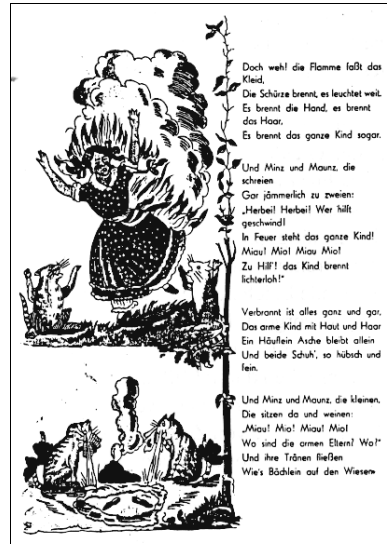 Doch weh! die Flamme faßt das
Kleid,
Die Schürze brennt, es leuchtet weit.
Es brennt die Hand, es brennt
das Haar,
Es brennt das ganze Kind sogar.
Und Minz und Maunz, die
schreien
Gar jämmerlich zu zweien:
„Herbei! Herbei! Wer hilft
geschwind!
In Feuer steht das ganze Kind!
Miau! Mio! Miau Mio!
Zu Hilf'! das Kind brennt
lichterloh!"
Verbrannt ist alles ganz und gar,
Das arme Kind mit Haut und Haar
Ein Häuflein Asche bleibt allein
Und beide Schuh', so hübsch und
fein.
Und Minz und Maunz, die kleinen,
Die sitzen da und weinen:
„Miau! Mio! Miau! Mio!
Wo sind die armen Eltern? Wo?"
Und ihre Tränen fließen
Wie's Bächlein auf den Wiesen